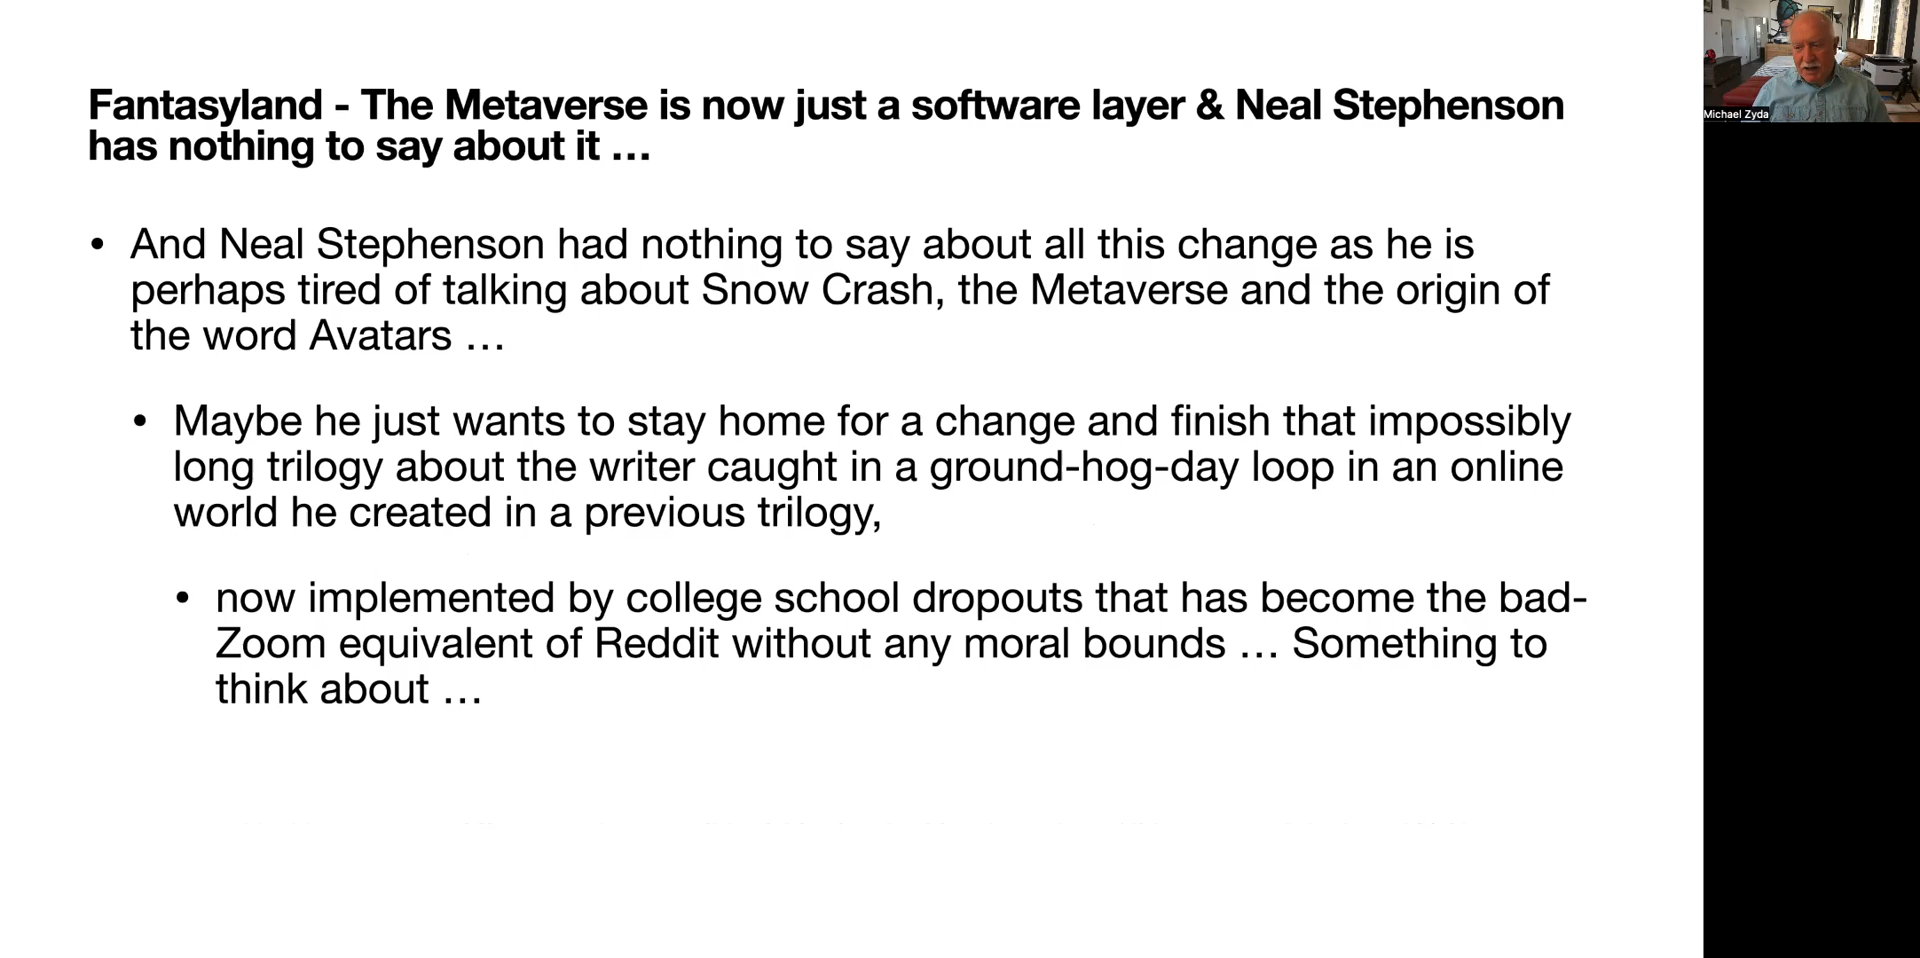 Fantasyland - The Metaverse is now just a software layer & Neal Stephenson
has nothing to say about it …
• And Neal Stephenson had nothing to say about all this change as he is
perhaps tired of talking about Snow Crash, the Metaverse and the origin of
the word Avatars …
• Maybe he just wants to stay home for a change and finish that impossibly
long trilogy about the writer caught in a ground-hog-day loop in an online
world he created in a previous trilogy,
• now implemented by college school dropouts that has become the bad-
Zoom equivalent of Reddit without any moral bounds … Something to
think about …
Michael Zyda